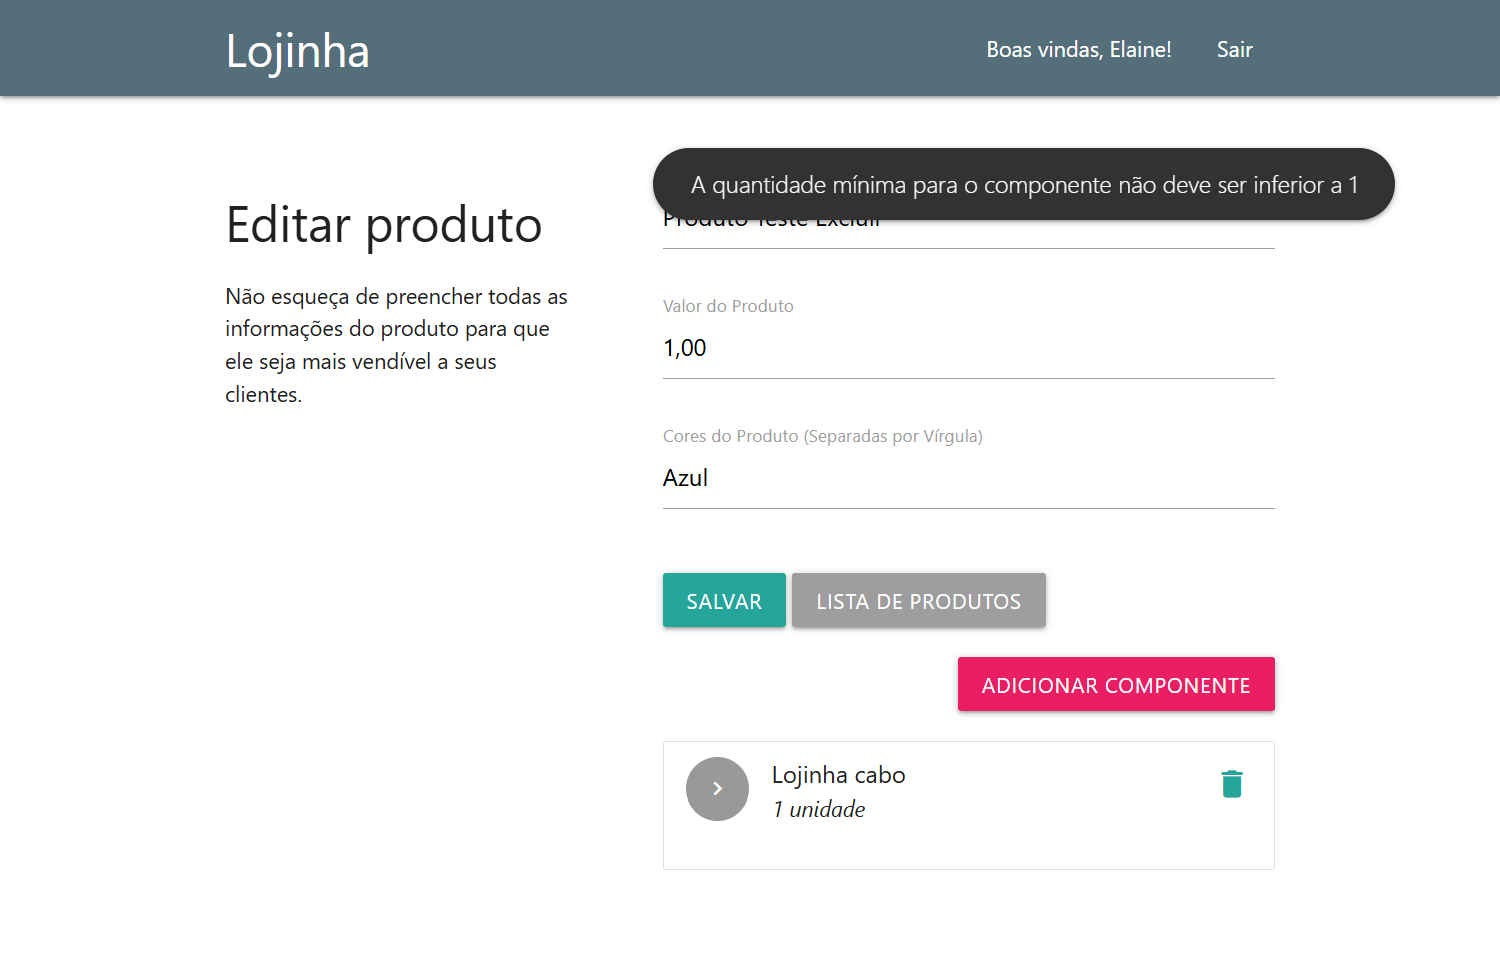 Lojinha
Boas vindas, Elaine!
Sair
A quantidade mínima para o componente não deve ser inferior a 1
Editar produto
Não esqueça de preencher todas as
informações do produto para que
ele seja mais vendível a seus
clientes.
Produto Teste Excluir
Valor do Produto
1,00
Cores do Produto (Separadas por Vírgula)
Azul
SALVAR
LISTA DE PRODUTOS
ADICIONAR COMPONENTE
Lojinha cabo
1 unidade